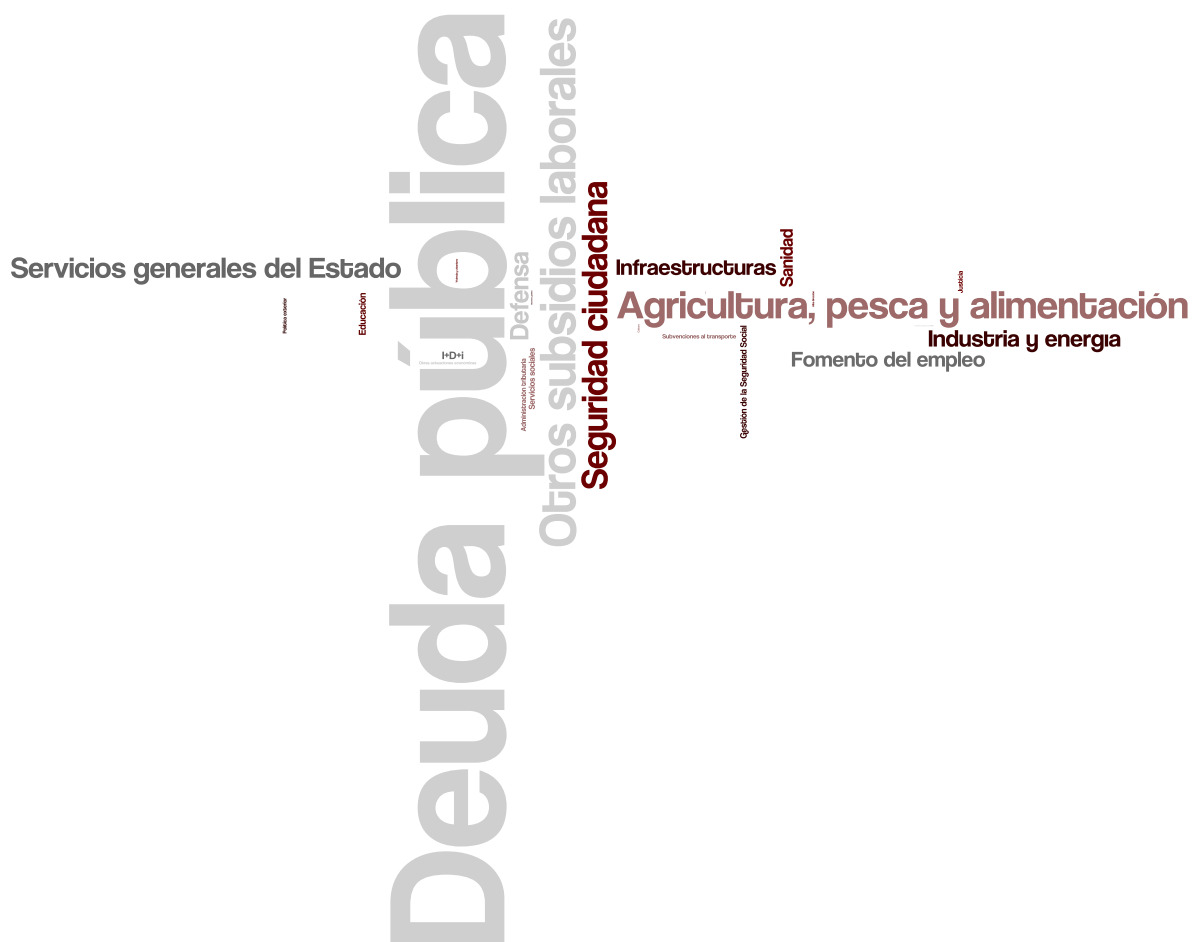 Deuda pública
Otros subsidios laborales
Seguridad ciudadana
Servicios generales del Estado
Defensa
Infraestructuras
Sanidad
Agricultura, pesca y alimentación
Justicia
Industria y energıa
Fomento del empleo
Subvenciones al transporte
Gestión de la Seguridad Social
Política exterior
Educación
I+D+i
Administración tributaria
Servicios sociales